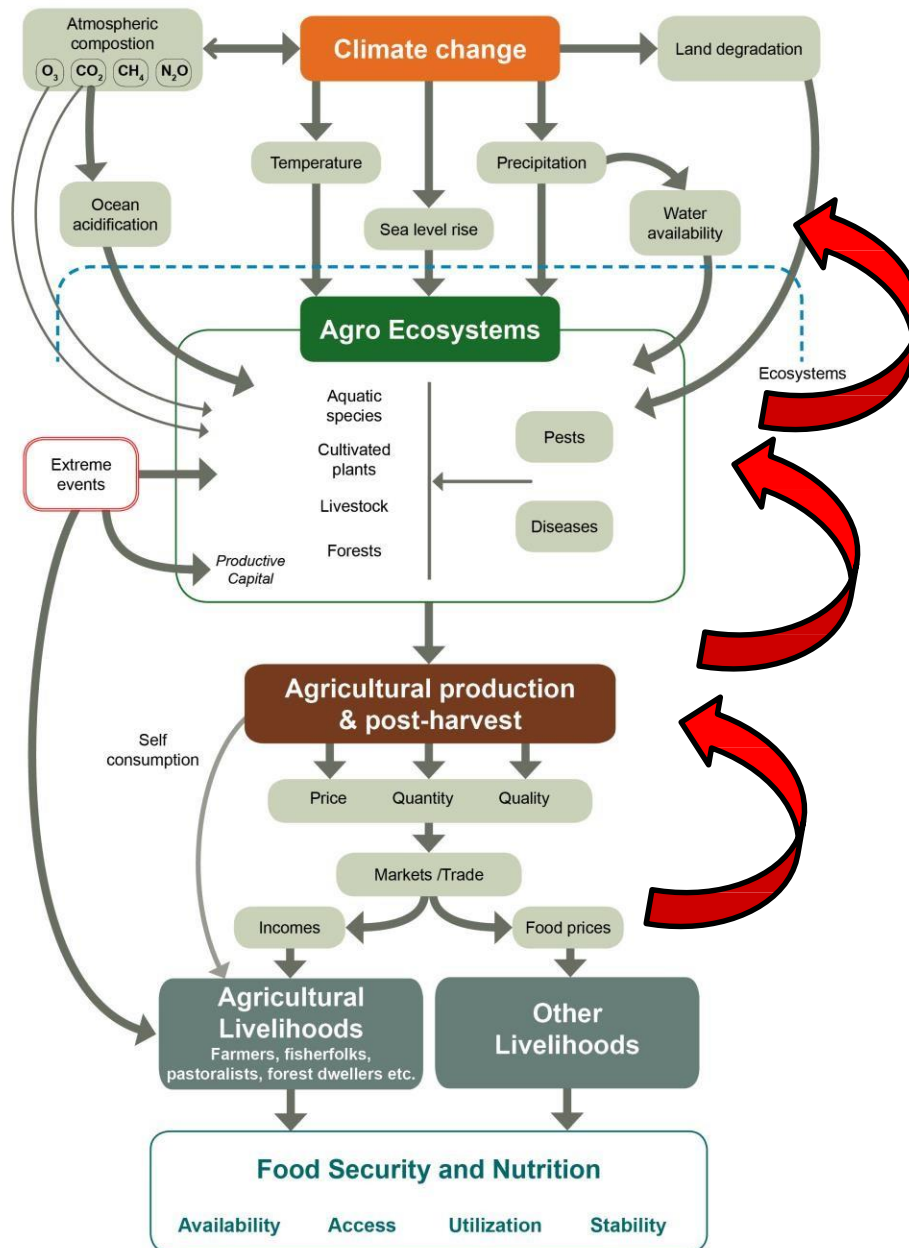 Atmospheric
compostion
O3 CO2 CH4 N2O
Climate change
Land degradation
Temperature
Precipitation
Ocean
acidification
Sea level rise
Water
availability
Agro Ecosystems
Ecosystems
Aquatic
species
Cultivated
plants
Livestock
Forests
Pests
Diseases
Extreme
events
Productive
Capital
Agricultural production
& post-harvest
Self
consumption
Price Quantity Quality
Markets /Trade
Incomes
Food prices
Agricultural
Livelihoods
Farmers, fisherfolks,
pastoralists, forest dwellers etc.
Other
Livelihoods
Food Security and Nutrition
Availability Access Utilization Stability